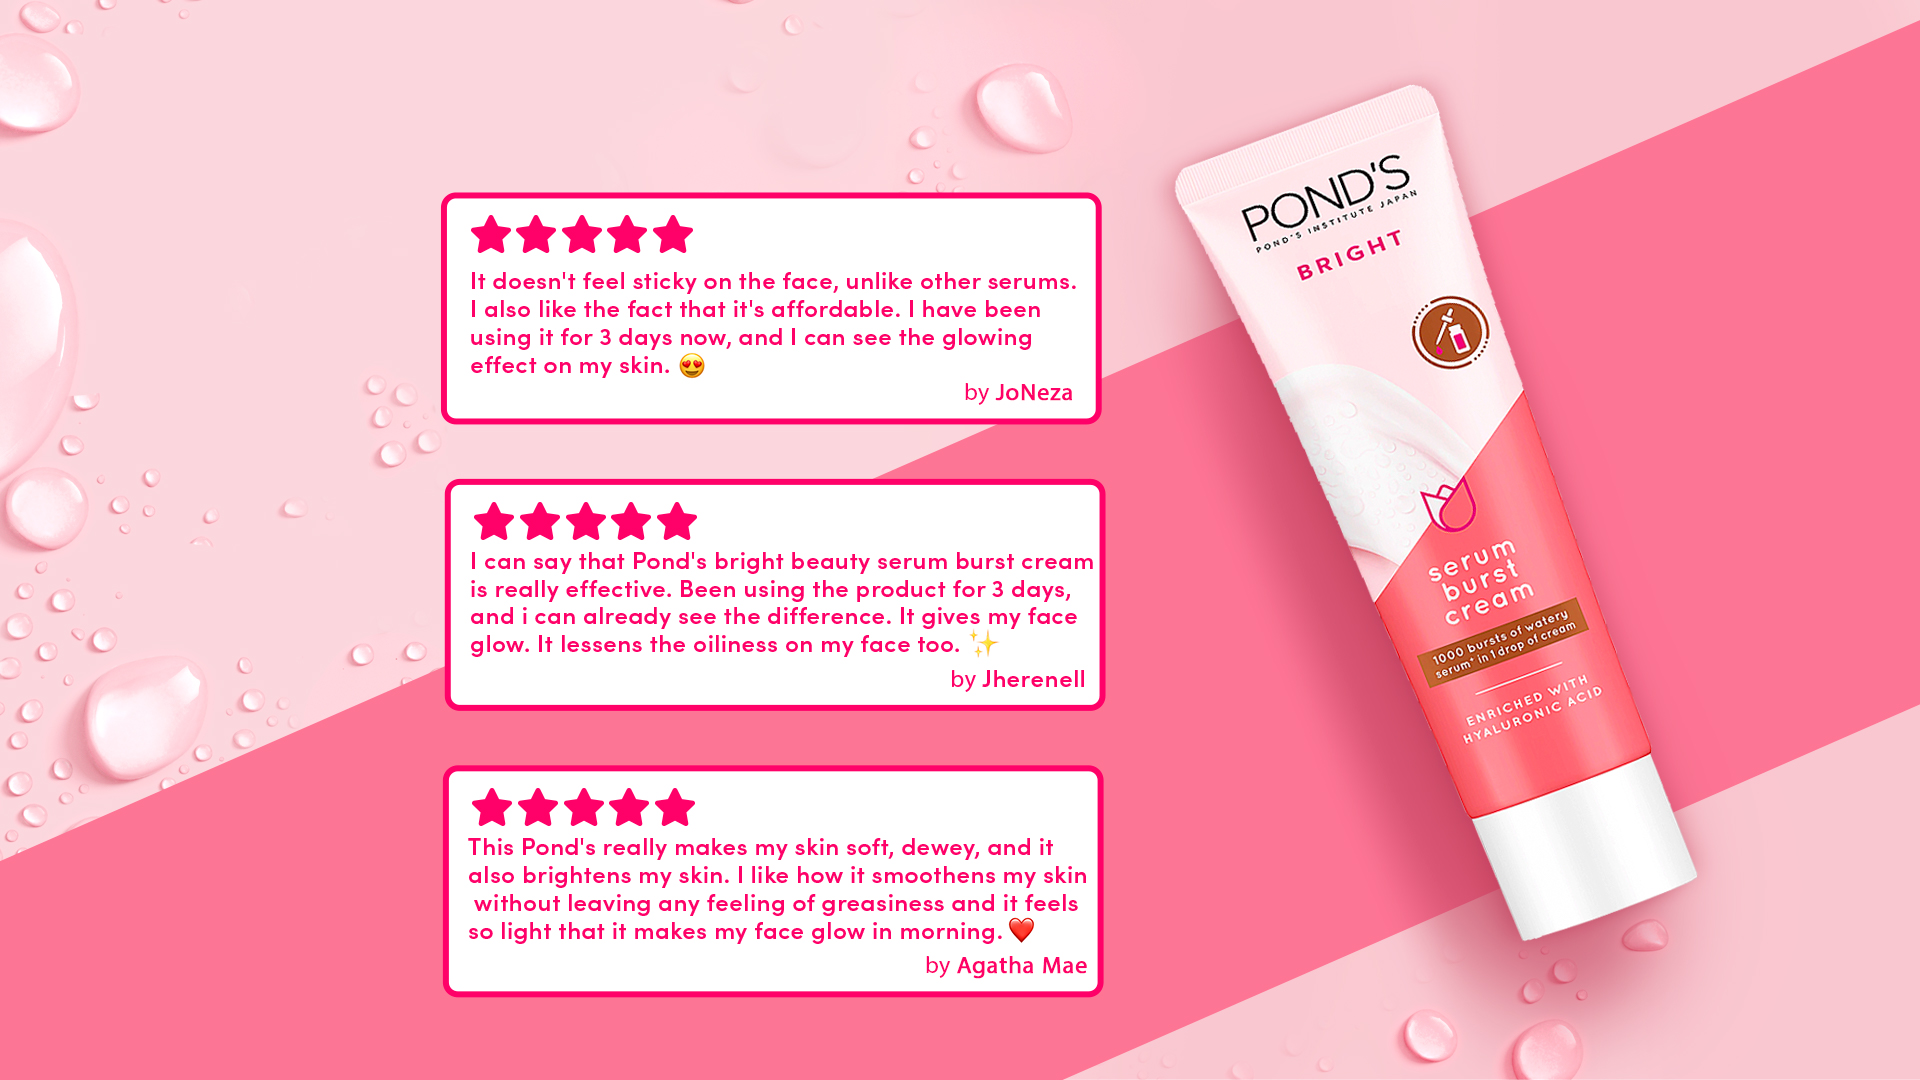 It doesn't feel sticky on the face, unlike other serums.
I also like the fact that it's affordable. I have been
using it for 3 days now, and I can see the glowing
effect on my skin. 😍
by JoNeza
I can say that Pond's bright beauty serum burst cream
is really effective. Been using the product for 3 days,
and i can already see the difference. It gives my face
glow. It lessens the oiliness on my face too. ✨
by Jherenell
This Pond's really makes my skin soft, dewey, and it
also brightens my skin. I like how it smoothens my skin
without leaving any feeling of greasiness and it feels
so light that it makes my face glow in morning. ❤️
by Agatha Mae
POND'S
POND'S INSTITUTE JAPAN
BRIGHT
serum
burst
cream
1000 bursts of watery
serum* in 1 drop of cream
ENRICHED WITH
HYALURONIC ACID